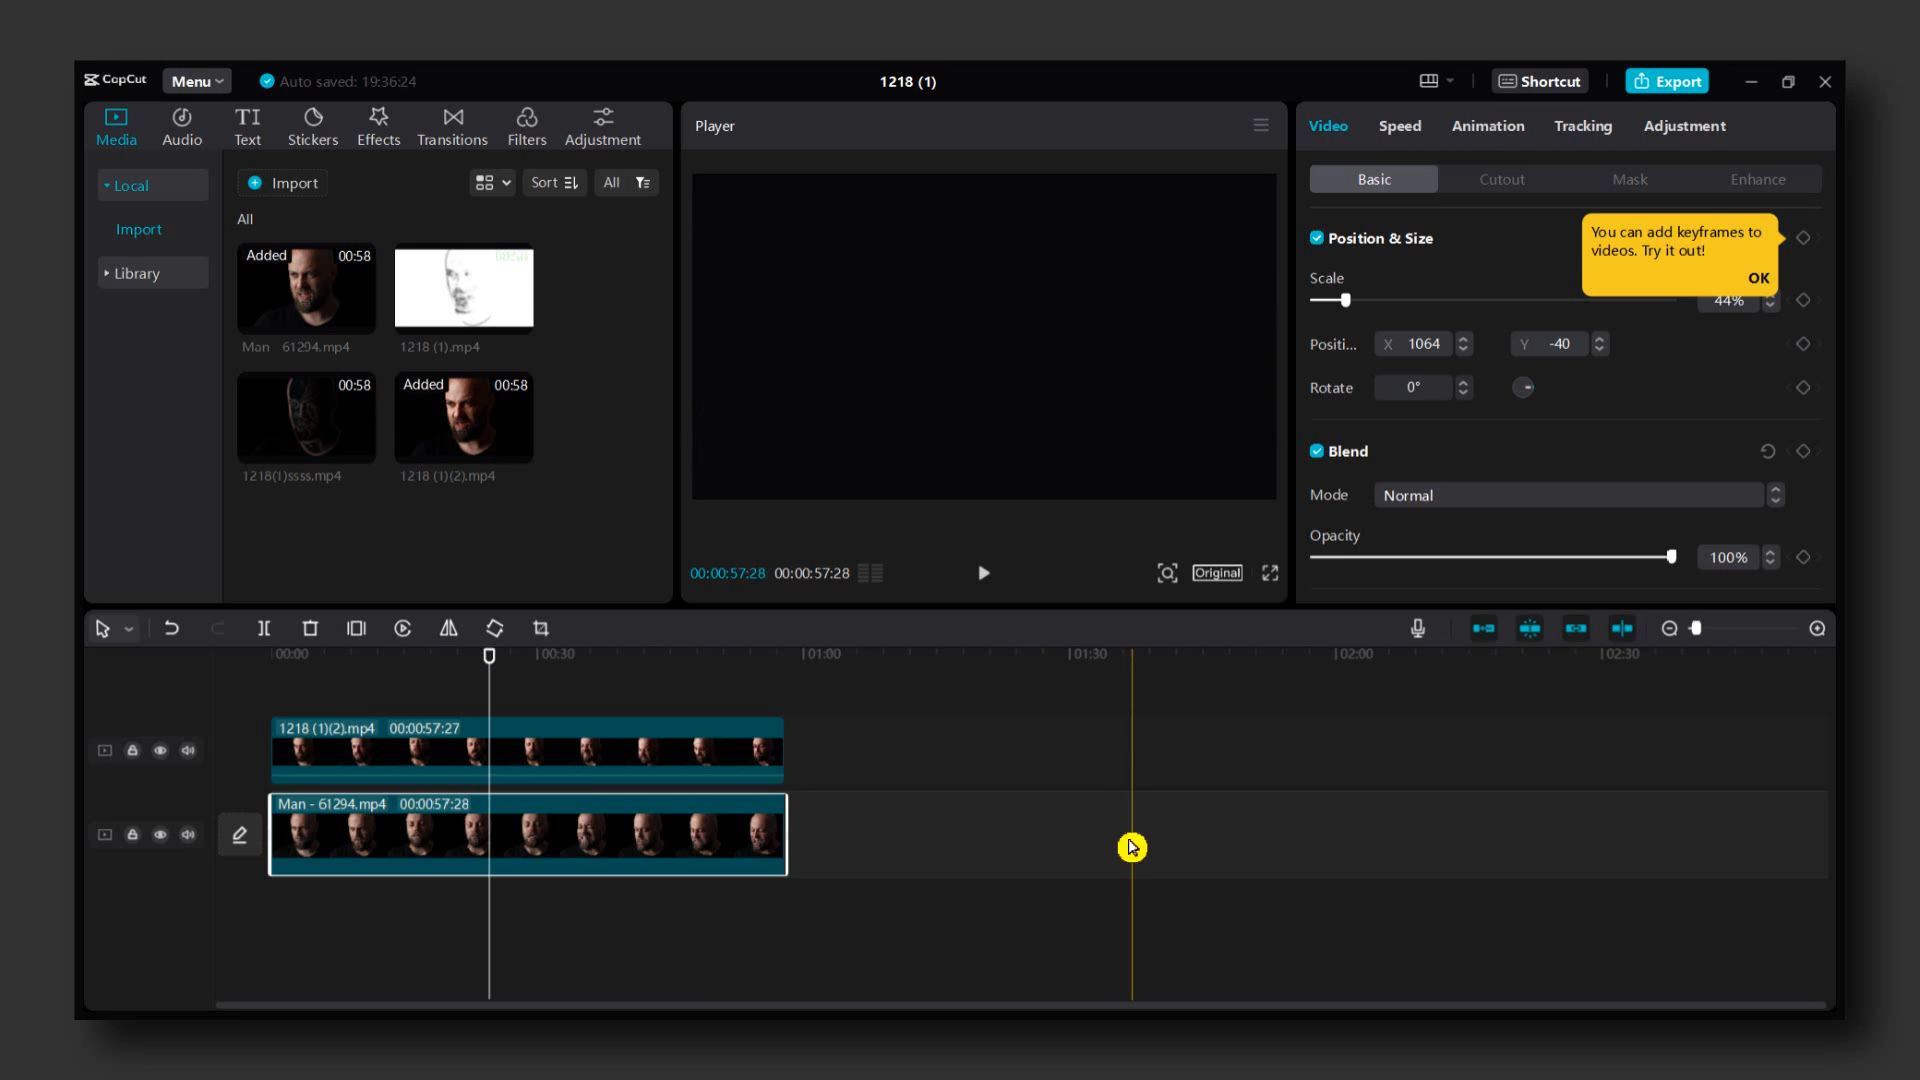 CapCut
Menu
Auto saved: 19:36:24
1218 (1)
Shortcut
Export
Media
Audio
TI
Text
Stickers
Effects
Transitions
Filters
Adjustment
Local
Import
Library
Import
Sort
All
All
Added
00:58
Man 61294.mp4
1218 (1).mp4
00:58
1218(1)ssss.mp4
Added
00:58
1218 (1)(2).mp4
Player
00:00:57:28
00:00:57:28
Original
Video
Speed
Animation
Tracking
Adjustment
Basic
Cutout
Mask
Enhance
Position & Size
You can add keyframes to
videos. Try it out!
OK
Scale
44%
Positi...
X 1064
Y -40
Rotate
0°
Blend
Mode
Normal
Opacity
100%
00:00
00:30
01:00
01:30
02:00
02:30
1218 (1)(2).mp4 00:00:57:27
Man - 61294.mp4 00:00:57:28